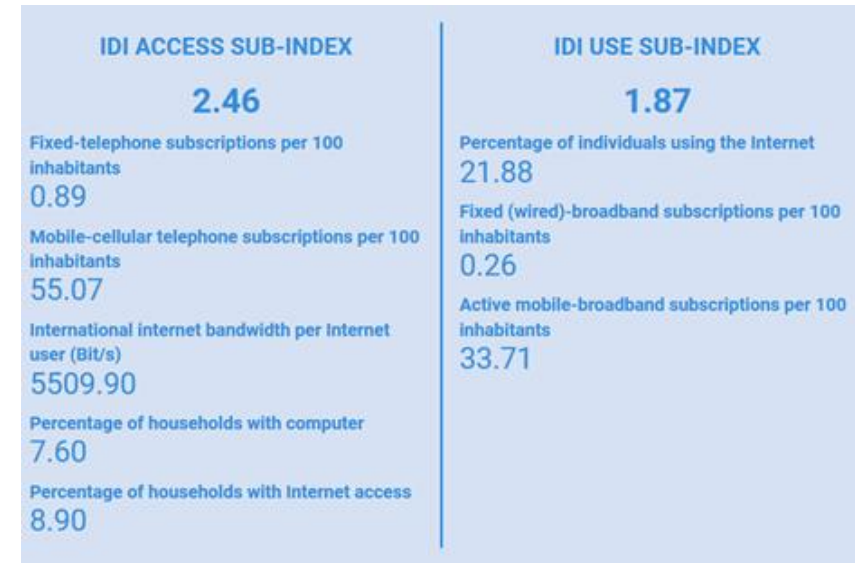 IDI ACCESS SUB-INDEX
2.46
Fixed-telephone subscriptions per 100
inhabitants
0.89
Mobile-cellular telephone subscriptions per 100
inhabitants
55.07
International internet bandwidth per Internet
user (Bit/s)
5509.90
Percentage of households with computer
7.60
Percentage of households with Internet access
8.90
IDI USE SUB-INDEX
1.87
Percentage of individuals using the Internet
21.88
Fixed (wired)-broadband subscriptions per 100
inhabitants
0.26
Active mobile-broadband subscriptions per 100
inhabitants
33.71